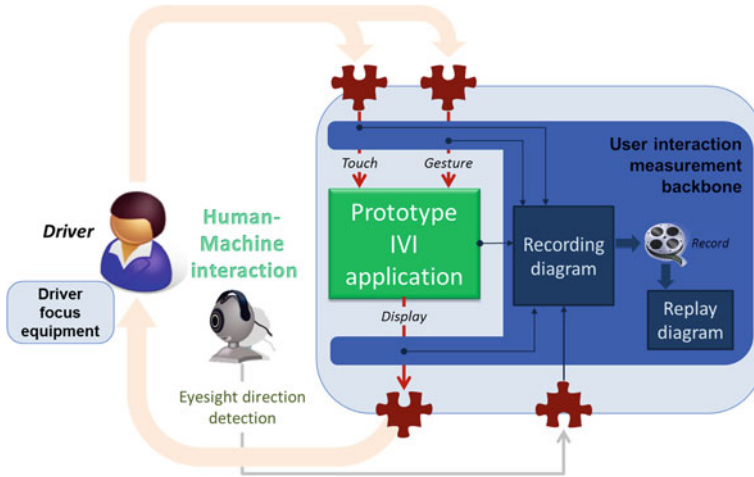 User interaction
measurement
backbone
Touch
Gesture
Driver
Human-
Machine
interaction
Prototype
IVI
application
Recording
diagram
Record
Driver
focus
equipment
Display
Replay
diagram
Eyesight direction
detection